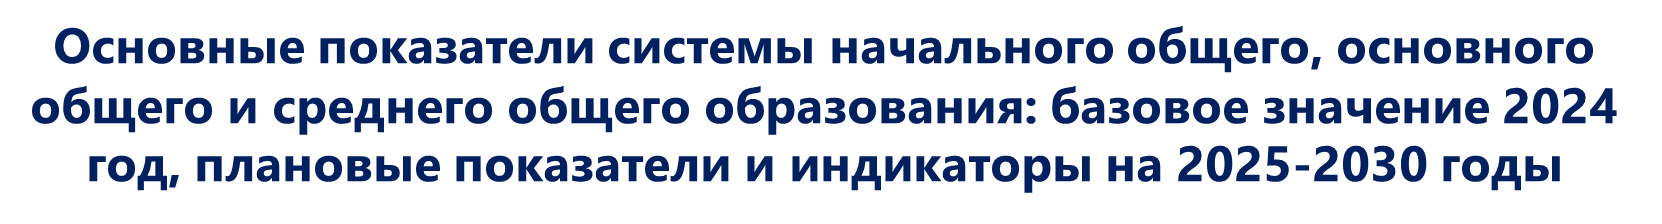 Основные показатели системы начального общего, основного
общего и среднего общего образования: базовое значение 2024
год, плановые показатели и индикаторы на 2025-2030 годы